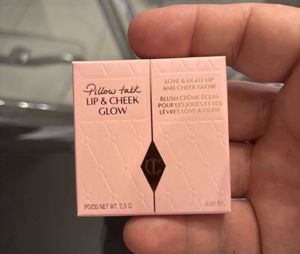 Pillow talk
LIP & CHEEK
GLOW
LOVE & LIGHT LIP
AND CHEEK GLOW
BLUSH CRÈME ÉCLAT
POUR LES JOUES ET LES
LÈVRES LOVE & LIGHT
POIDS NET WT. 2.5 G